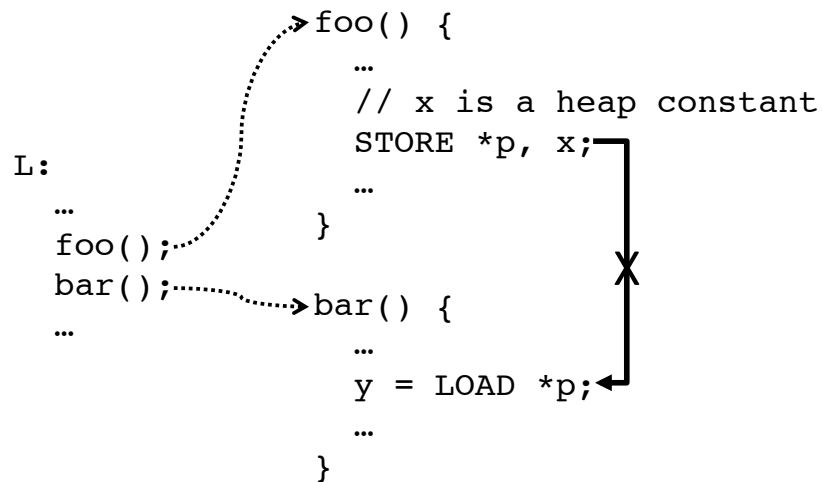 L:
…
foo();
bar();
…
foo() {
…
// x is a heap constant
STORE *p, x;
…
}
X
bar() {
…
y = LOAD *p;
…
}